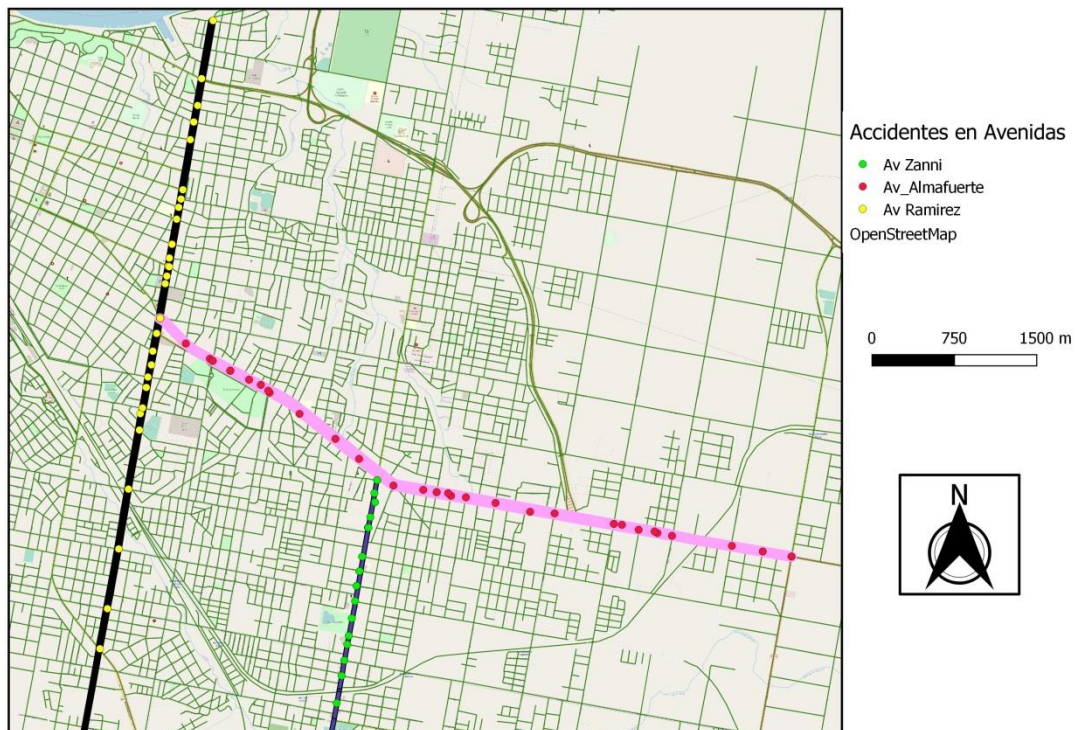 Accidentes en Avenidas
Av Zanni
Av_Almafuerte
Av Ramirez
OpenStreetMap
0 750 1500 m
N